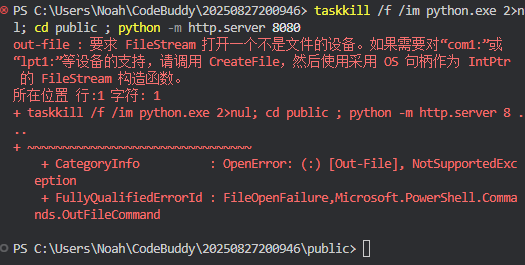 PS C:\Users\Noah\CodeBuddy\20250827200946> taskkill /f /im python.exe 2>n
ul; cd public ; python -m http.server 8080
out-file : 要求 FileStream 打开一个不是文件的设备。如果需要对“com1:”或
“lpt1:”等设备的支持，请调用 CreateFile，然后使用采用 OS 句柄作为 IntPtr
的 FileStream 构造函数。
所在位置 行:1 字符: 1
+ taskkill /f /im python.exe 2>nul; cd public ; python -m http.server 8 .
..
+ ~~~~~~~~~~~~~~~~~~~~~~~~~~~~~~~~
+ CategoryInfo : OpenError: (:) [Out-File], NotSupportedEx
ception
+ FullyQualifiedErrorId : FileOpenFailure,Microsoft.PowerShell.Comma
nds.OutFileCommand
PS C:\Users\Noah\CodeBuddy\20250827200946\public>